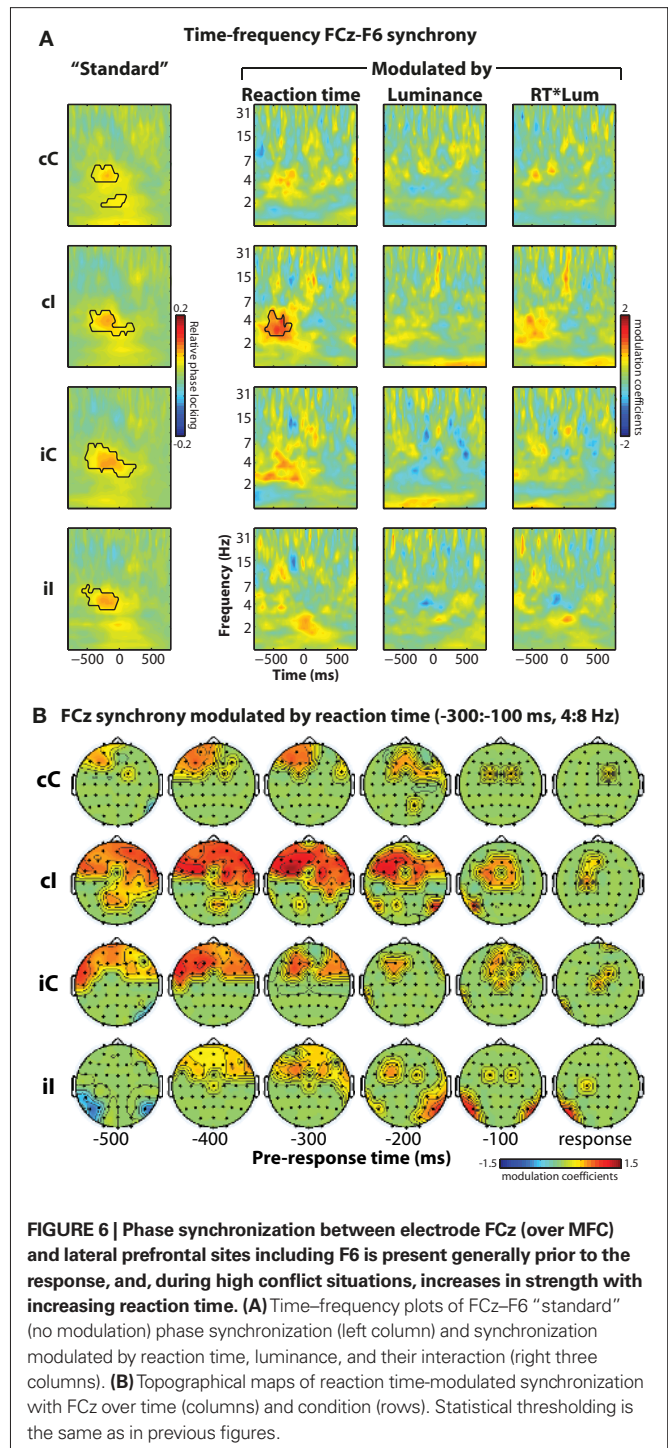 A
Time-frequency FCz-F6 synchrony
“Standard”
Modulated by
Reaction time
Luminance
RT*Lum
cC
31
15
7
4
2
cI
31
15
7
4
2
0.2
Relative phase locking
-0.2
2
modulation coefficients
-2
iC
31
15
7
4
2
iI
31
15
7
4
2
Frequency (Hz)
−500 0 500
−500 0 500
−500 0 500
−500 0 500
Time (ms)
B FCz synchrony modulated by reaction time (-300:-100 ms, 4:8 Hz)
cC
cI
iC
iI
-500 -400 -300 -200 -100 response
Pre-response time (ms)
-1.5 1.5
modulation coefficients
FIGURE 6 | Phase synchronization between electrode FCz (over MFC)
and lateral prefrontal sites including F6 is present generally prior to the
response, and, during high conflict situations, increases in strength with
increasing reaction time. (A) Time–frequency plots of FCz–F6 “standard”
(no modulation) phase synchronization (left column) and synchronization
modulated by reaction time, luminance, and their interaction (right three
columns). (B) Topographical maps of reaction time-modulated synchronization
with FCz over time (columns) and condition (rows). Statistical thresholding is
the same as in previous figures.